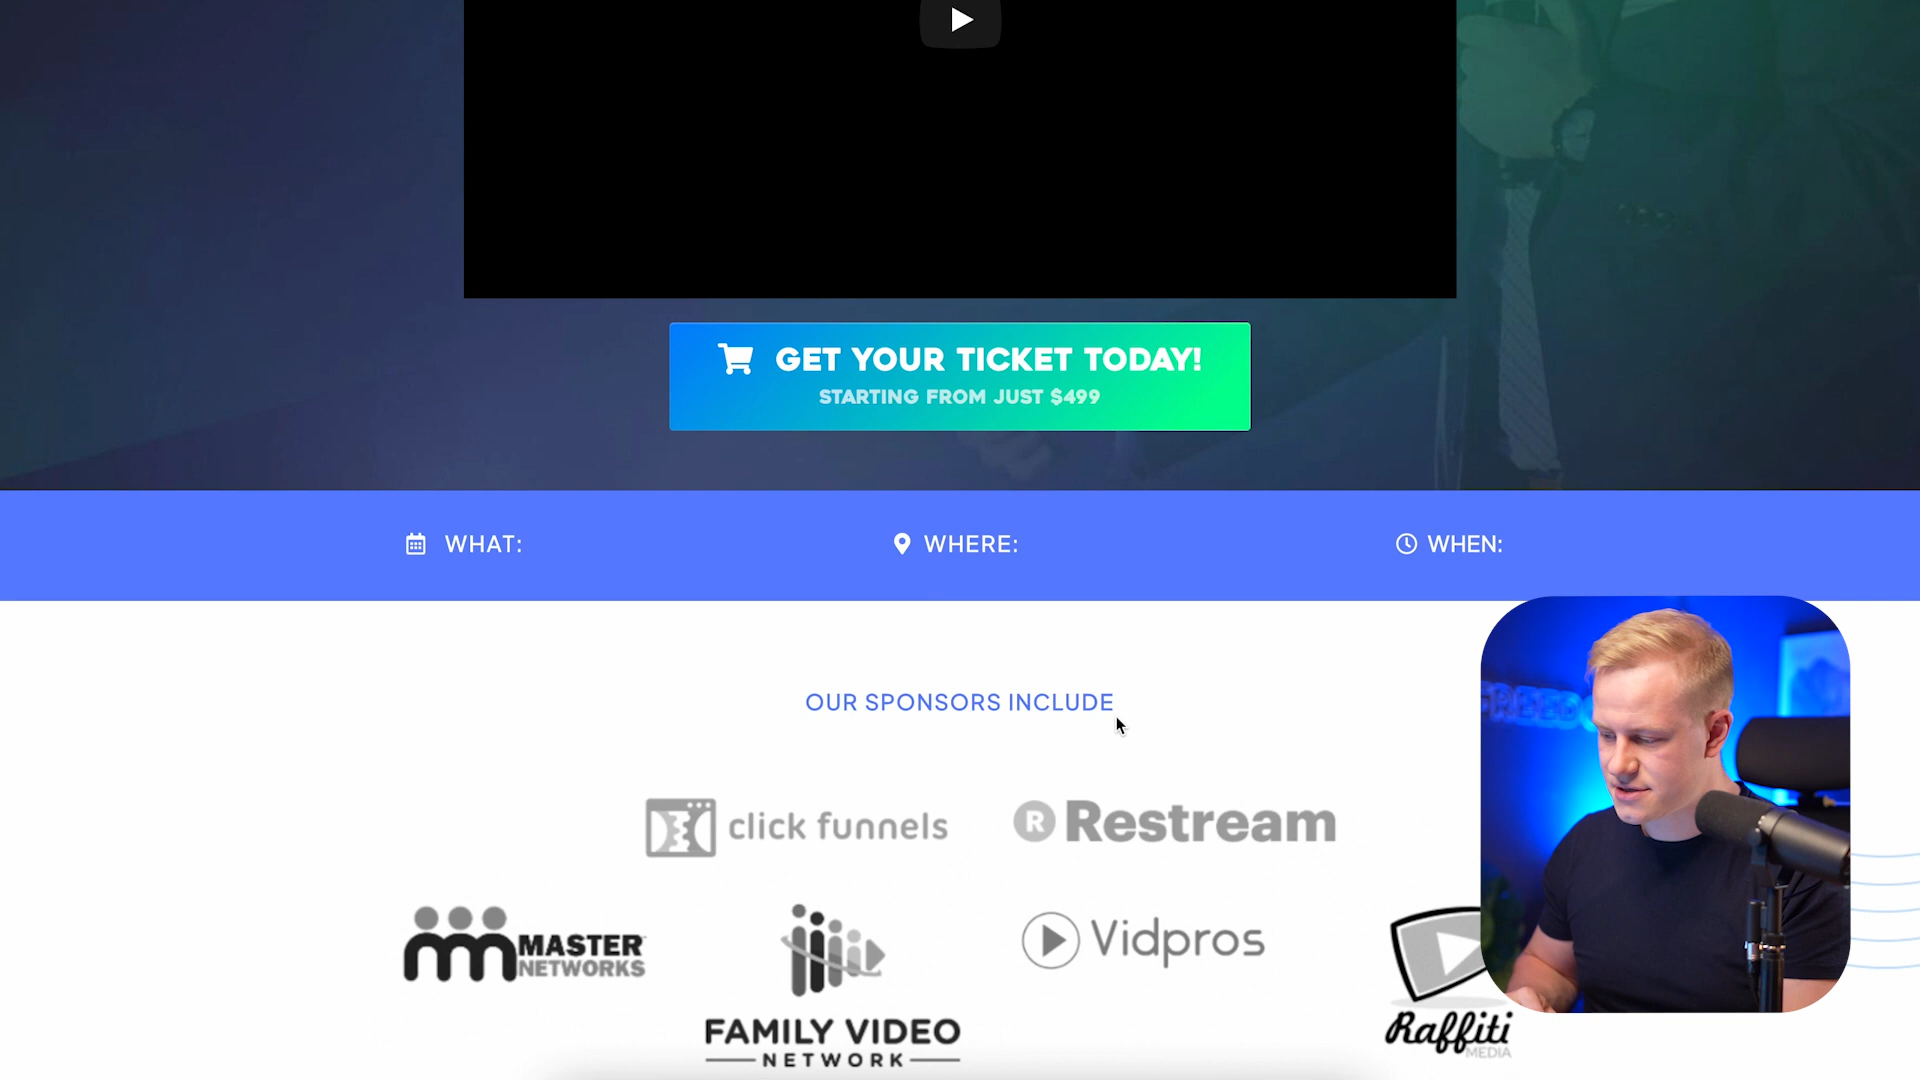 GET YOUR TICKET TODAY!
STARTING FROM JUST $499
WHAT:
WHERE:
WHEN:
OUR SPONSORS INCLUDE
click funnels
R Restream
MASTER
NETWORKS
Vidpros
FAMILY VIDEO
NETWORK
Raffiti
MEDIA